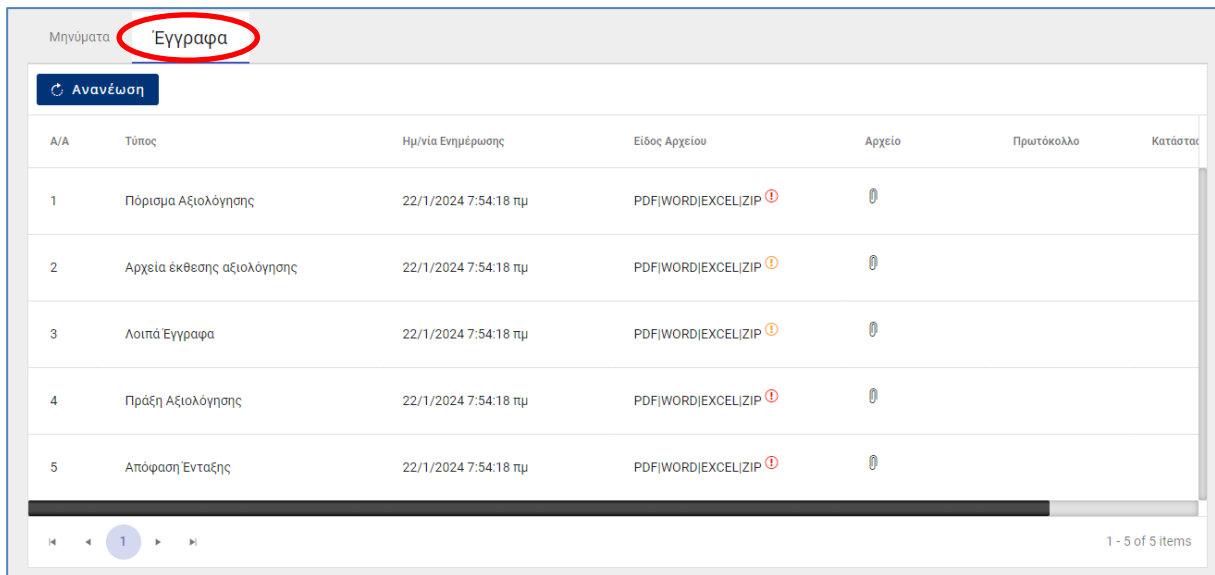 Μηνύματα Έγγραφα
Ανανέωση
Α/Α Τύπος Ημ/νία Ενημέρωσης Είδος Αρχείου Αρχείο Πρωτόκολλο Κατάστας
1 Πόρισμα Αξιολόγησης 22/1/2024 7:54:18 πμ PDF|WORD|EXCEL|ZIP
2 Αρχεία έκθεσης αξιολόγησης 22/1/2024 7:54:18 πμ PDF|WORD|EXCEL|ZIP
3 Λοιπά Έγγραφα 22/1/2024 7:54:18 πμ PDF|WORD|EXCEL|ZIP
4 Πράξη Αξιολόγησης 22/1/2024 7:54:18 πμ PDF|WORD|EXCEL|ZIP
5 Απόφαση Ένταξης 22/1/2024 7:54:18 πμ PDF|WORD|EXCEL|ZIP
1 1 - 5 of 5 items